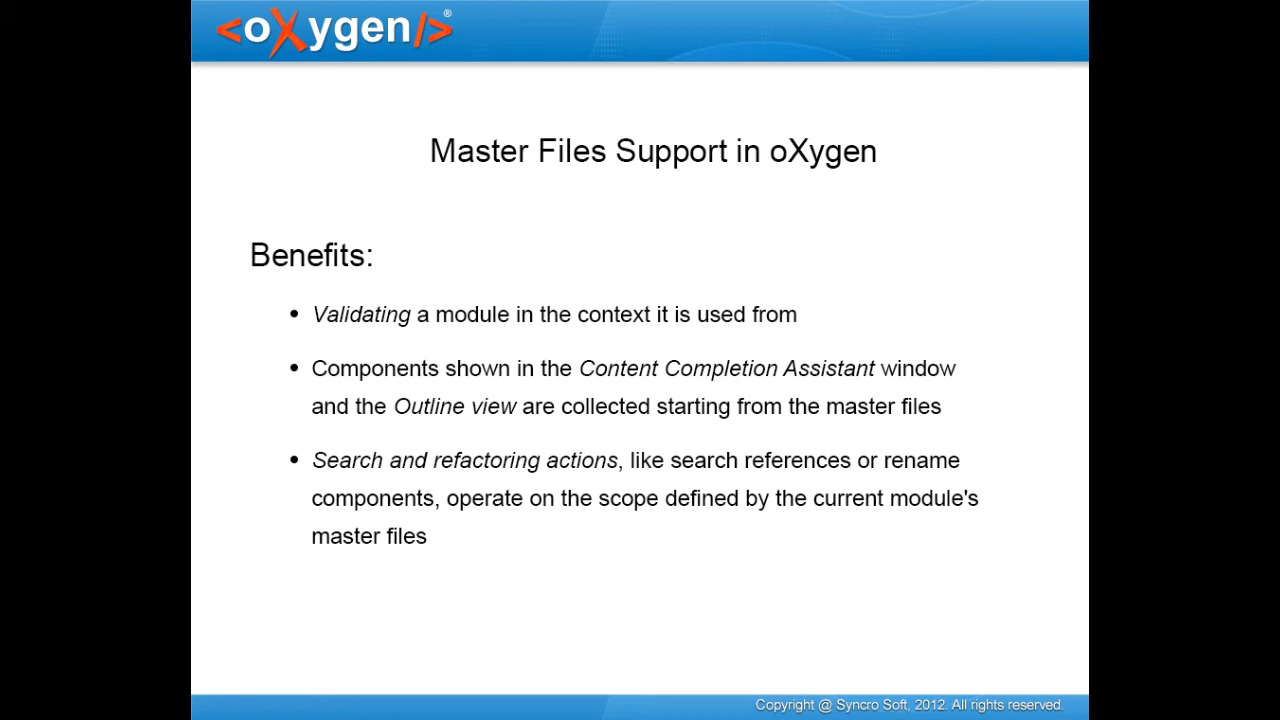 <oXygen/>®
Master Files Support in oXygen
Benefits:
• Validating a module in the context it is used from
• Components shown in the Content Completion Assistant window
and the Outline view are collected starting from the master files
• Search and refactoring actions, like search references or rename
components, operate on the scope defined by the current module's
master files
Copyright @ Syncro Soft, 2012. All rights reserved.